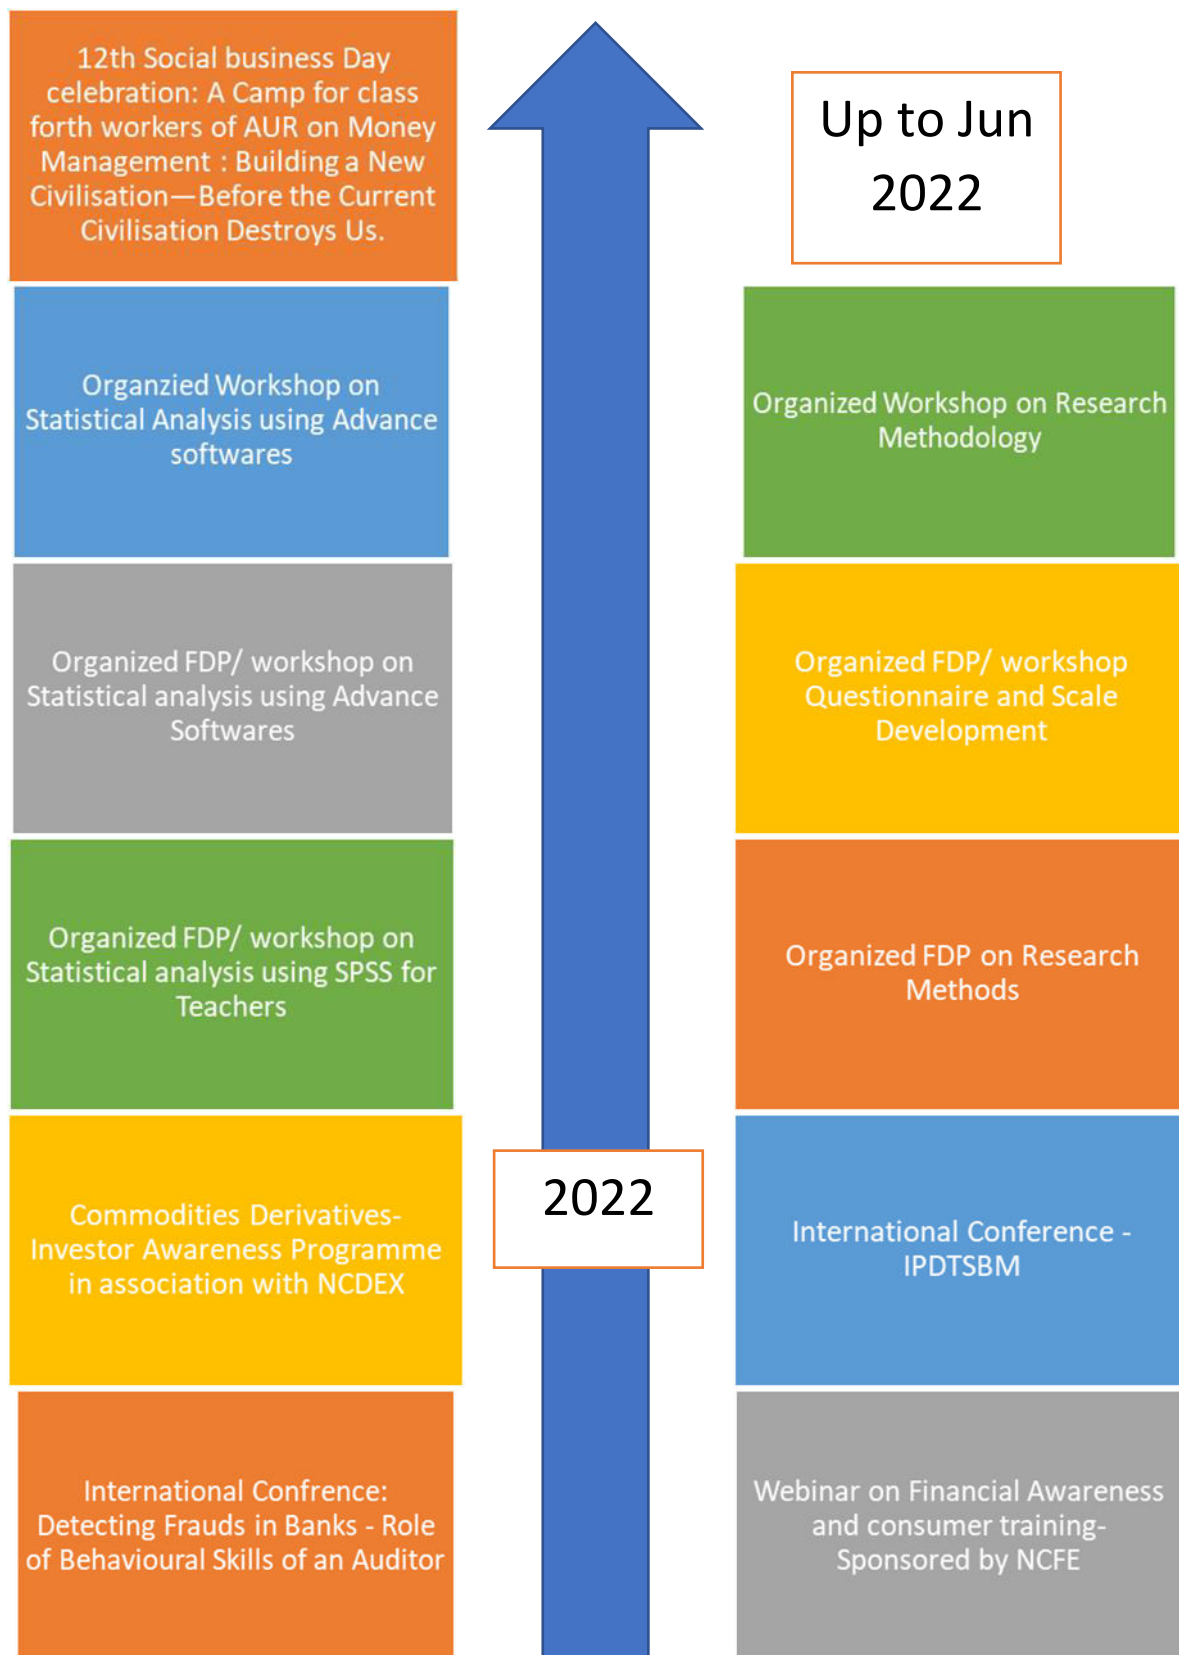 12th Social business Day
celebration: A Camp for class
forth workers of AUR on Money
Management : Building a New
Civilisation—Before the Current
Civilisation Destroys Us.
Up to Jun
2022
Organzied Workshop on
Statistical Analysis using Advance
softwares
Organized Workshop on Research
Methodology
Organized FDP/ workshop on
Statistical analysis using Advance
Softwares
Organized FDP/ workshop
Questionnaire and Scale
Development
Organized FDP/ workshop on
Statistical analysis using SPSS for
Teachers
Organized FDP on Research
Methods
Commodities Derivatives-
Investor Awareness Programme
in association with NCDEX
2022
International Conference -
IPDTSBM
International Confrence:
Detecting Frauds in Banks - Role
of Behavioural Skills of an Auditor
Webinar on Financial Awareness
and consumer training-
Sponsored by NCFE